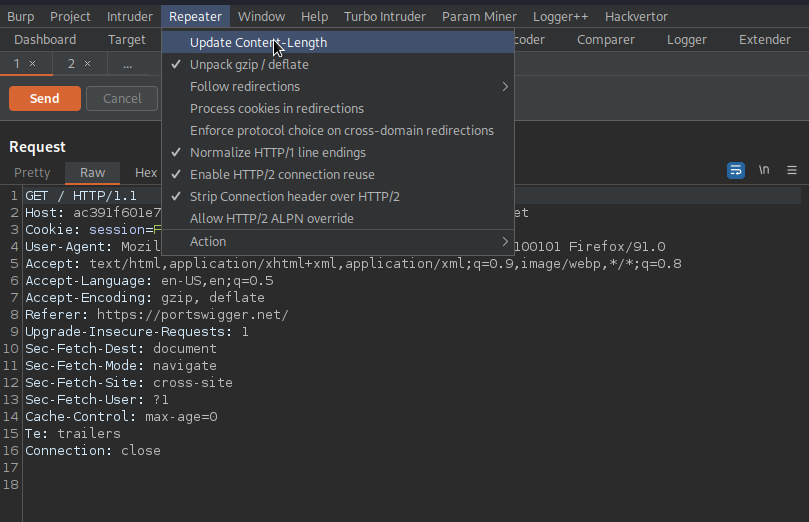 Burp Project Intruder Repeater Window Help Turbo Intruder Param Miner Logger++ Hackvertor
Dashboard Target coder Comparer Logger Extender
1 × 2 × ...
Update Content-Length
✓ Unpack gzip / deflate
Follow redirections >
Process cookies in redirections
Enforce protocol choice on cross-domain redirections
✓ Normalize HTTP/1 line endings
✓ Enable HTTP/2 connection reuse
✓ Strip Connection header over HTTP/2
Allow HTTP/2 ALPN override
Action >
Send Cancel
Request
Pretty Raw Hex \n ≡
1 GET / HTTP/1.1
2 Host: ac391f601e7 et
3 Cookie: session=F
4 User-Agent: Mozil 100101 Firefox/91.0
5 Accept: text/html,application/xhtml+xml,application/xml;q=0.9,image/webp,*/*;q=0.8
6 Accept-Language: en-US,en;q=0.5
7 Accept-Encoding: gzip, deflate
8 Referer: https://portswigger.net/
9 Upgrade-Insecure-Requests: 1
10 Sec-Fetch-Dest: document
11 Sec-Fetch-Mode: navigate
12 Sec-Fetch-Site: cross-site
13 Sec-Fetch-User: ?1
14 Cache-Control: max-age=0
15 Te: trailers
16 Connection: close
17
18